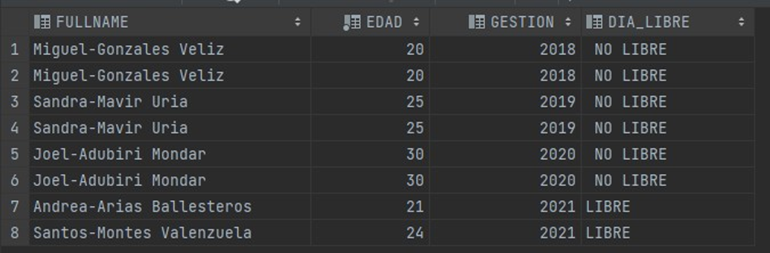 FULLNAME EDAD GESTION DIA_LIBRE
1 Miguel-Gonzales Veliz 20 2018 NO LIBRE
2 Miguel-Gonzales Veliz 20 2018 NO LIBRE
3 Sandra-Mavir Uria 25 2019 NO LIBRE
4 Sandra-Mavir Uria 25 2019 NO LIBRE
5 Joel-Adubiri Mondar 30 2020 NO LIBRE
6 Joel-Adubiri Mondar 30 2020 NO LIBRE
7 Andrea-Arias Ballesteros 21 2021 LIBRE
8 Santos-Montes Valenzuela 24 2021 LIBRE